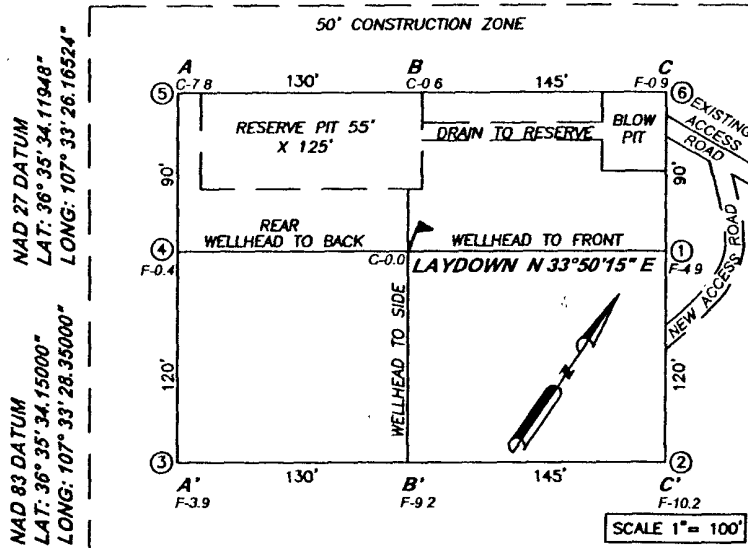 50' CONSTRUCTION ZONE
A
130'
B
145'
C
C-7.8
C-0.6
F-0.9
5
6
EXISTING
ACCESS
ROAD
RESERVE PIT 55'
X 125'
DRAIN TO RESERVE
BLOW
PIT
90'
90'
REAR
WELLHEAD TO BACK
WELLHEAD TO FRONT
4
1
F-0.4
C-0.0
LAYDOWN N 33°50'15" E
F-4.9
NEW ACCESS ROAD
WELLHEAD TO SIDE
N
120'
120'
3
2
130'
145'
A'
B'
C'
F-3.9
F-9.2
F-10.2
SCALE 1"= 100'
NAD 27 DATUM
LAT: 36° 35' 34.11948"
LONG: 107° 33' 26.16524"
NAD 83 DATUM
LAT: 36° 35' 34.15000"
LONG: 107° 33' 28.35000"